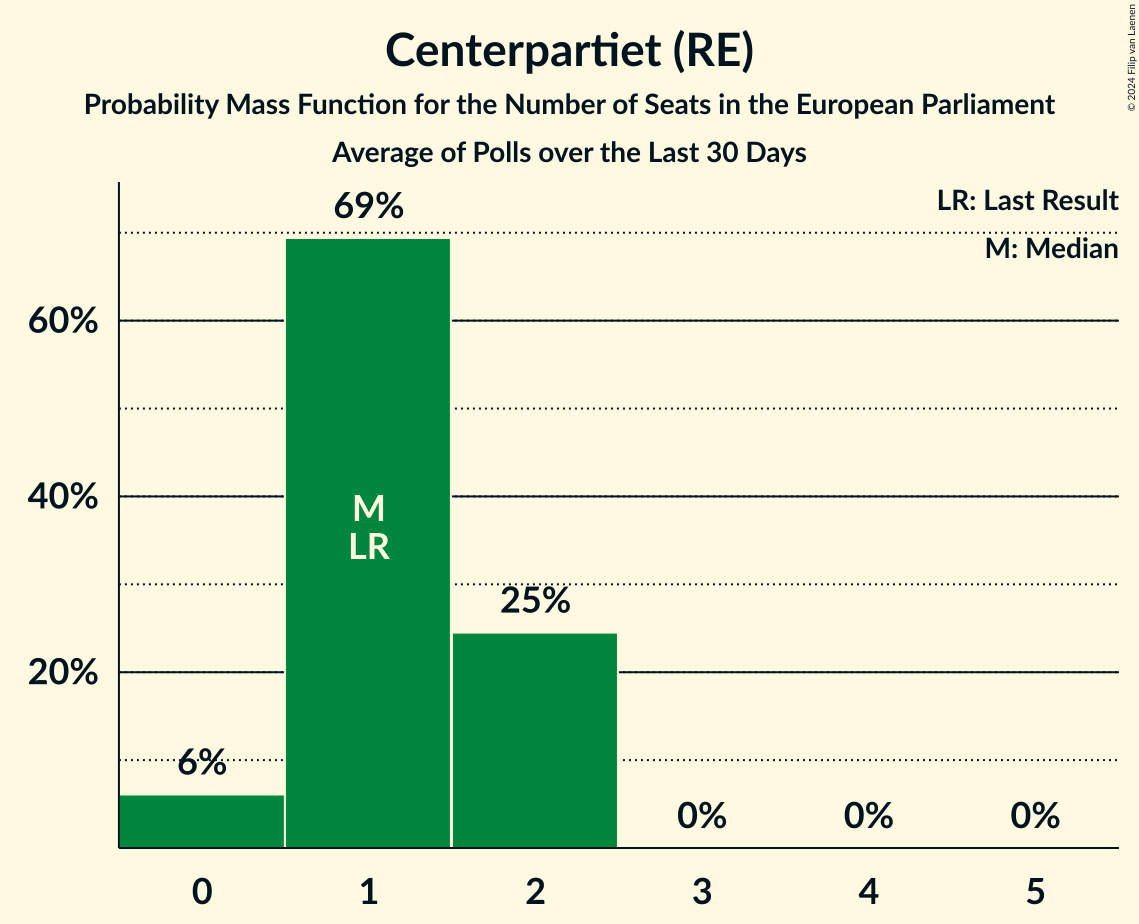 Centerpartiet (RE)
Probability Mass Function for the Number of Seats in the European Parliament
Average of Polls over the Last 30 Days
© 2024 Filip van Laenen
LR: Last Result
M: Median
69%
60%
40%
M
LR
25%
20%
6%
0%
0%
0%
0
1
2
3
4
5